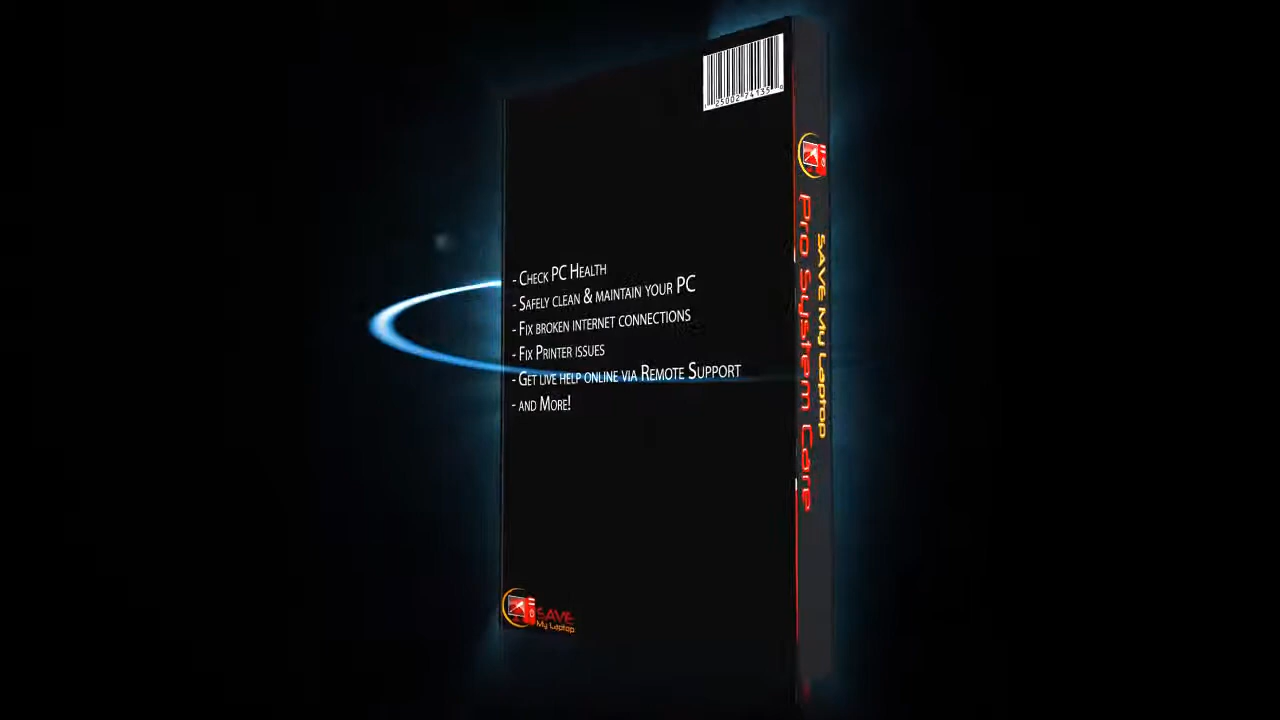 - Check PC Health
- Safely clean & maintain your PC
- Fix broken internet connections
- Fix Printer issues
- Get live help online via Remote Support
- and More!
SAVE My Laptop
Pro System Care
SAVE
My Laptop